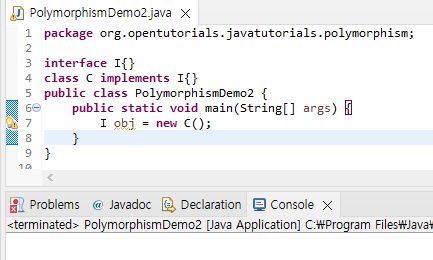 PolymorphismDemo2.java
1 package org.opentutorials.javatutorials.polymorphism;
2
3 interface I{}
4 class C implements I{}
5 public class PolymorphismDemo2 {
6 public static void main(String[] args) {
7 I obj = new C();
8 }
9 }
10
Problems @ Javadoc Declaration Console
<terminated> PolymorphismDemo2 [Java Application] C:₩Program Files₩Java₩